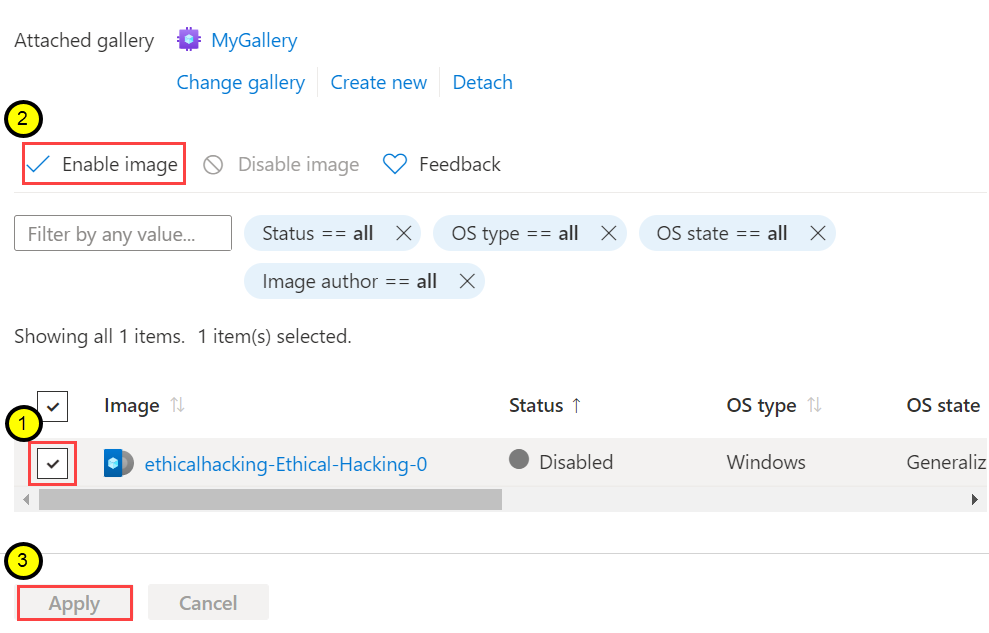 Attached gallery MyGallery
Change gallery Create new Detach
2
Enable image Disable image Feedback
Filter by any value... Status == all OS type == all OS state == all
Image author == all
Showing all 1 items. 1 item(s) selected.
Image Status OS type OS state
1
ethicalhacking-Ethical-Hacking-0 Disabled Windows Generaliz
3
Apply Cancel